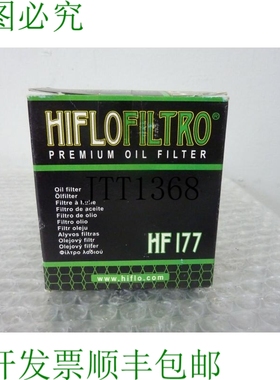 图必究
HIFLOFILTRO®
PREMIUM OIL FILTER
JTT1368
Oil filter
Ölfilter
Filtre à huile
Filtro de aceite
Filtro de olio
Filtro olio
Filtr oleju
Alyvos filtras
Olejový filtr
Olejový filter
Φίλτρο λαδιού
HF177
www.hiflo.com
开发票顺丰包邮